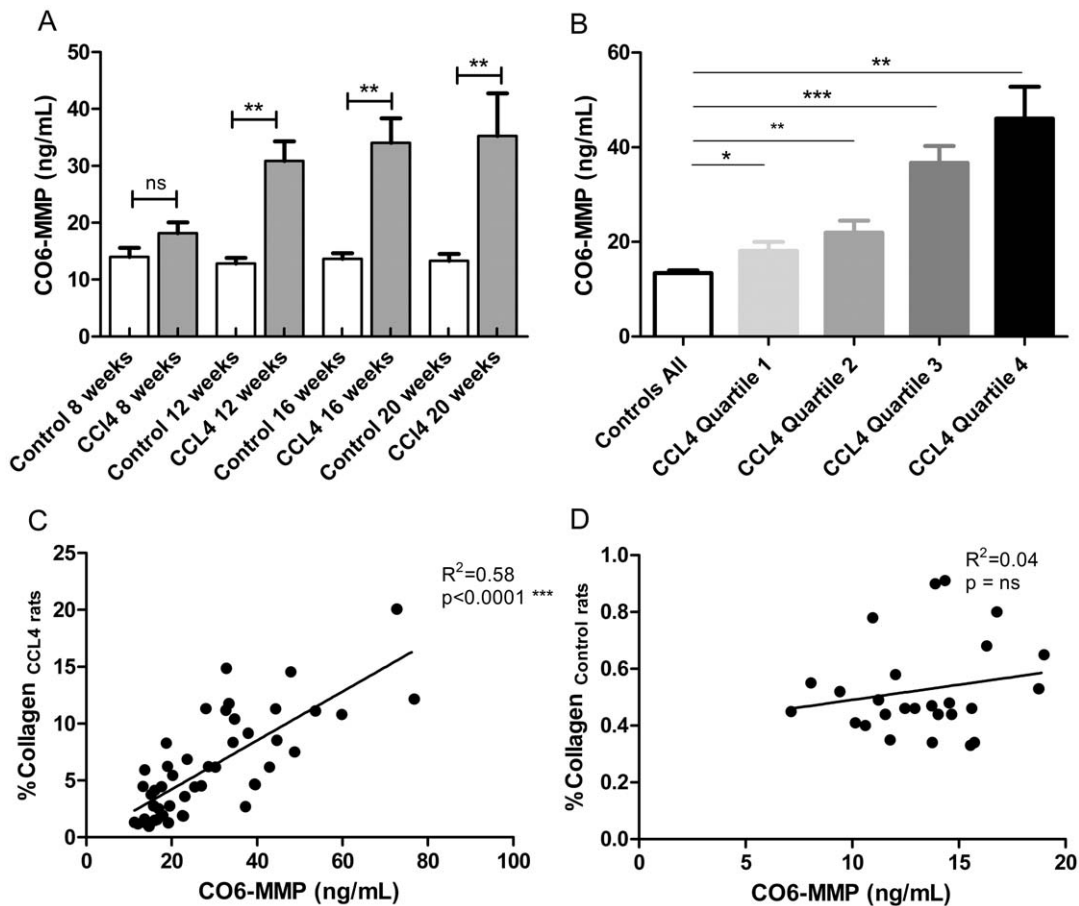 A
CO6-MMP (ng/mL)
50
40
30
20
10
0
ns
**
**
**
Control 8 weeks
CCl4 8 weeks
Control 12 weeks
CCL4 12 weeks
Control 16 weeks
CCL4 16 weeks
Control 20 weeks
CCl4 20 weeks
B
CO6-MMP (ng/mL)
60
40
20
0
**
***
**
*
Controls All
CCL4 Quartile 1
CCL4 Quartile 2
CCL4 Quartile 3
CCL4 Quartile 4
C
%Collagen CCL4 rats
25
20
15
10
5
0
R²=0.58
p<0.0001 ***
0 20 40 60 80 100
CO6-MMP (ng/mL)
D
%Collagen Control rats
1.0
0.8
0.6
0.4
0.2
0.0
R²=0.04
p = ns
0 5 10 15 20
CO6-MMP (ng/mL)